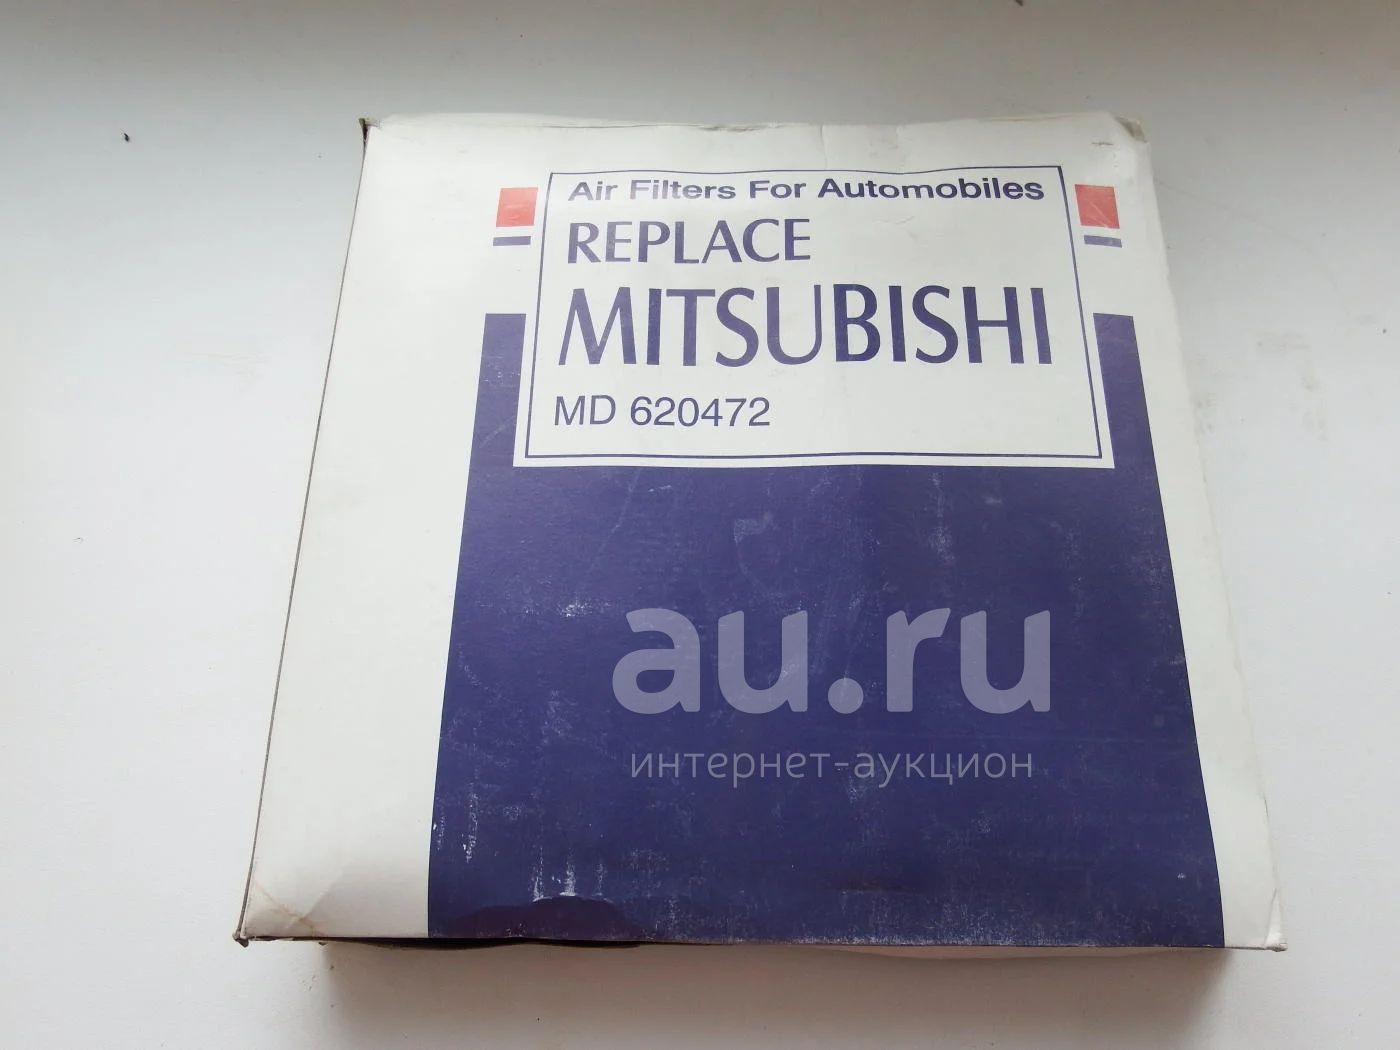 Air Filters For Automobiles
REPLACE
MITSUBISHI
MD 620472
au.ru
интернет-аукцион